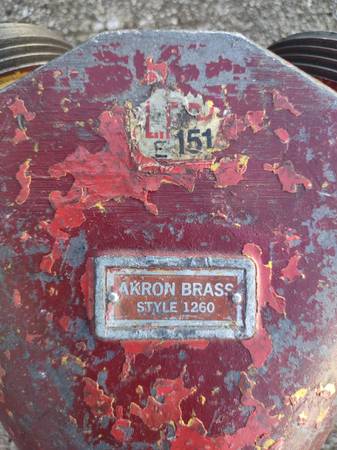 E 151
AKRON BRASS
STYLE 1260